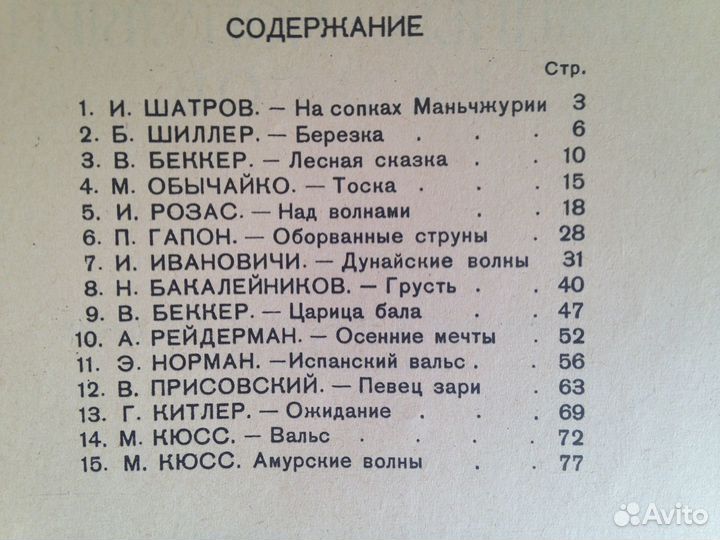 СОДЕРЖАНИЕ
Стр.
1. И. ШАТРОВ. — На сопках Маньчжурии 3
2. Б. ШИЛЛЕР. — Березка . . . 6
3. В. БЕККЕР. — Лесная сказка . . 10
4. М. ОБЫЧАЙКО. — Тоска . . . 15
5. И. РОЗАС. — Над волнами . . 18
6. П. ГАПОН. — Оборванные струны . 28
7. И. ИВАНОВИЧИ. — Дунайские волны 31
8. Н. БАКАЛЕЙНИКОВ. — Грусть . . 40
9. В. БЕККЕР. — Царица бала . . 47
10. А. РЕЙДЕРМАН. — Осенние мечты . 52
11. Э. НОРМАН. —Испанский вальс . . 56
12. В. ПРИСОВСКИЙ. — Певец зари . 63
13. Г. КИТЛЕР. — Ожидание . . . 69
14. М. КЮСС. — Вальс . . . . 72
15. М. КЮСС. Амурские волны . . 77
Avito